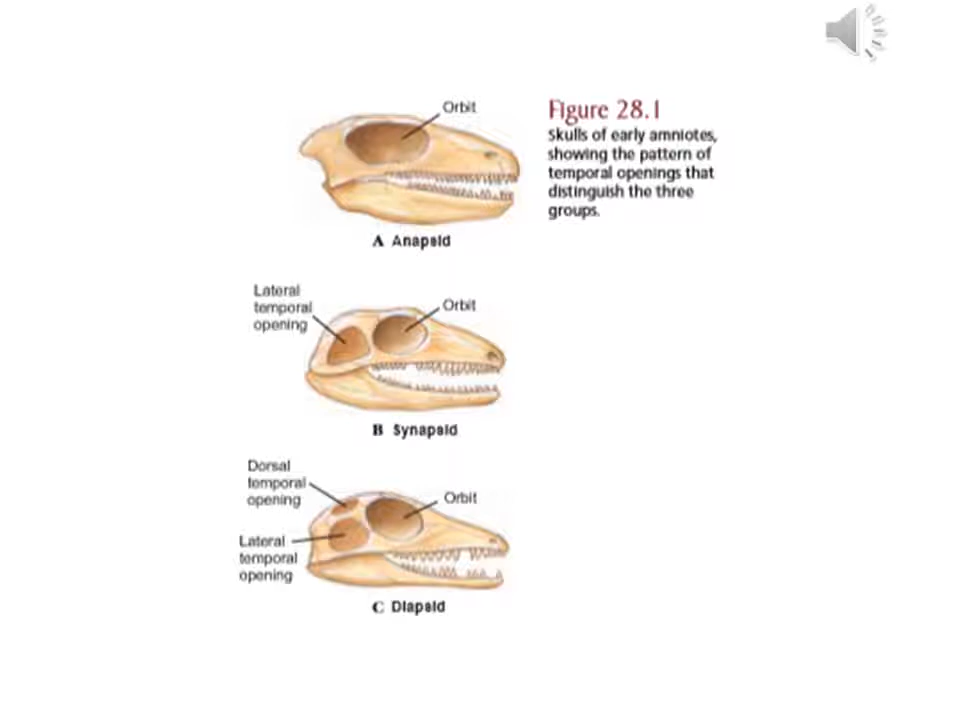 Orbit
Figure 28.1
Skulls of early amniotes,
showing the pattern of
temporal openings that
distinguish the three
groups.
A Anapsid
Lateral
temporal
opening
Orbit
B Synapsid
Dorsal
temporal
opening
Orbit
Lateral
temporal
opening
C Diapsid